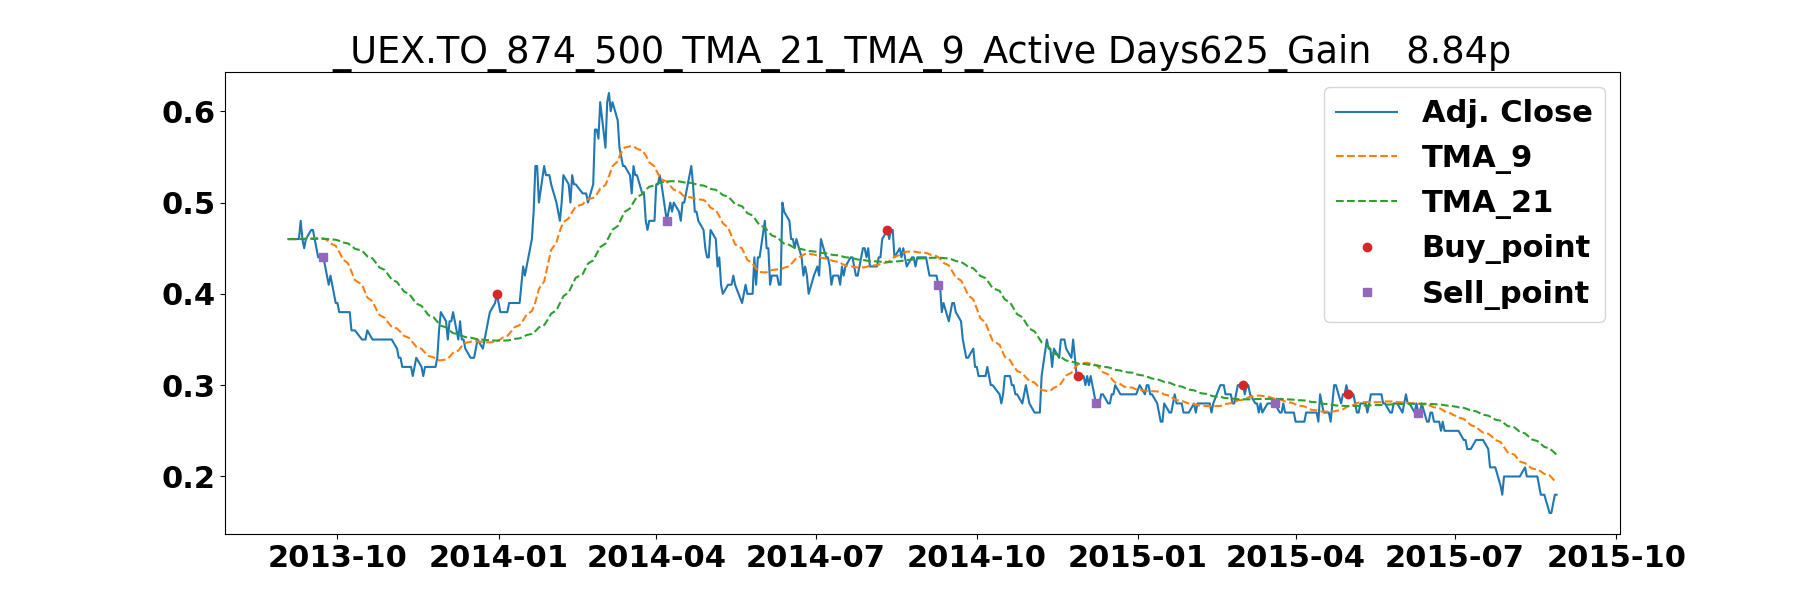 _UEX.TO_874_500_TMA_21_TMA_9_Active Days625_Gain   8.84p
Adj. Close
TMA_9
TMA_21
Buy_point
Sell_point
0.6
0.5
0.4
0.3
0.2
2013-10 2014-01 2014-04 2014-07 2014-10 2015-01 2015-04 2015-07 2015-10